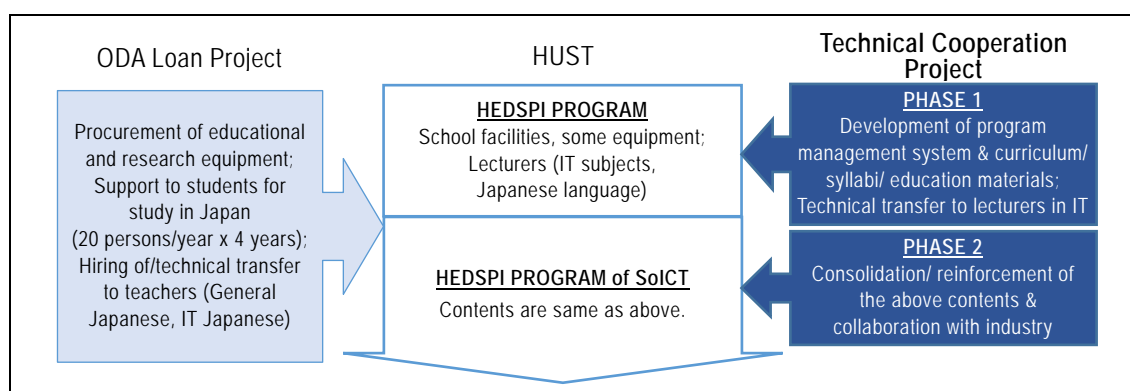 ODA Loan Project
Procurement of educational
and research equipment;
Support to students for
study in Japan
(20 persons/year x 4 years);
Hiring of/technical transfer
to teachers (General
Japanese, IT Japanese)
HUST
HEDSPI PROGRAM
School facilities, some equipment;
Lecturers (IT subjects,
Japanese language)
HEDSPI PROGRAM of SoICT
Contents are same as above.
Technical Cooperation
Project
PHASE 1
Development of program
management system & curriculum/
syllabi/ education materials;
Technical transfer to lecturers in IT
PHASE 2
Consolidation/ reinforcement of
the above contents &
collaboration with industry